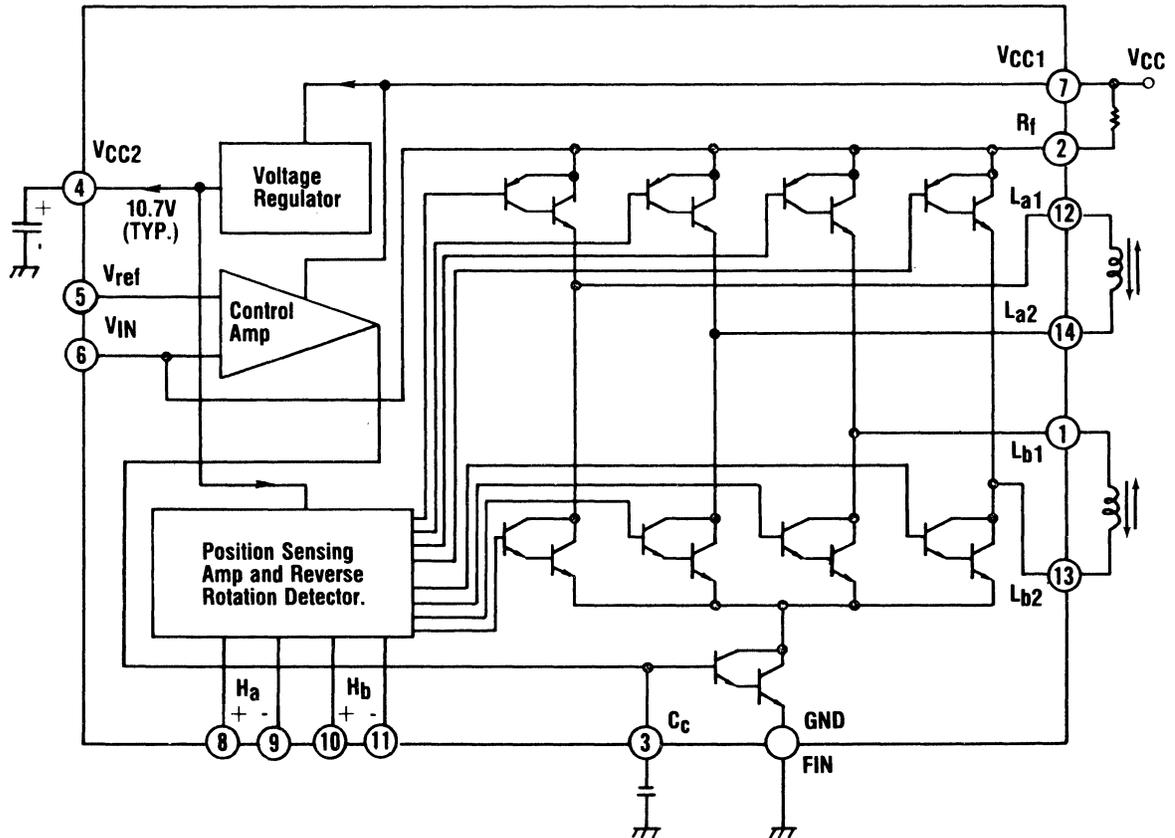 VCC1
VCC
7
Rf
2
VCC2
4
+
-
10.7V
(TYP.)
Voltage
Regulator
La1
12
Vref
5
Control
Amp
VIN
6
La2
14
1
Lb1
Position Sensing
Amp and Reverse
Rotation Detector.
13
Lb2
Ha
+ -
Hb
+ -
8
9
10
11
Cc
3
GND
FIN